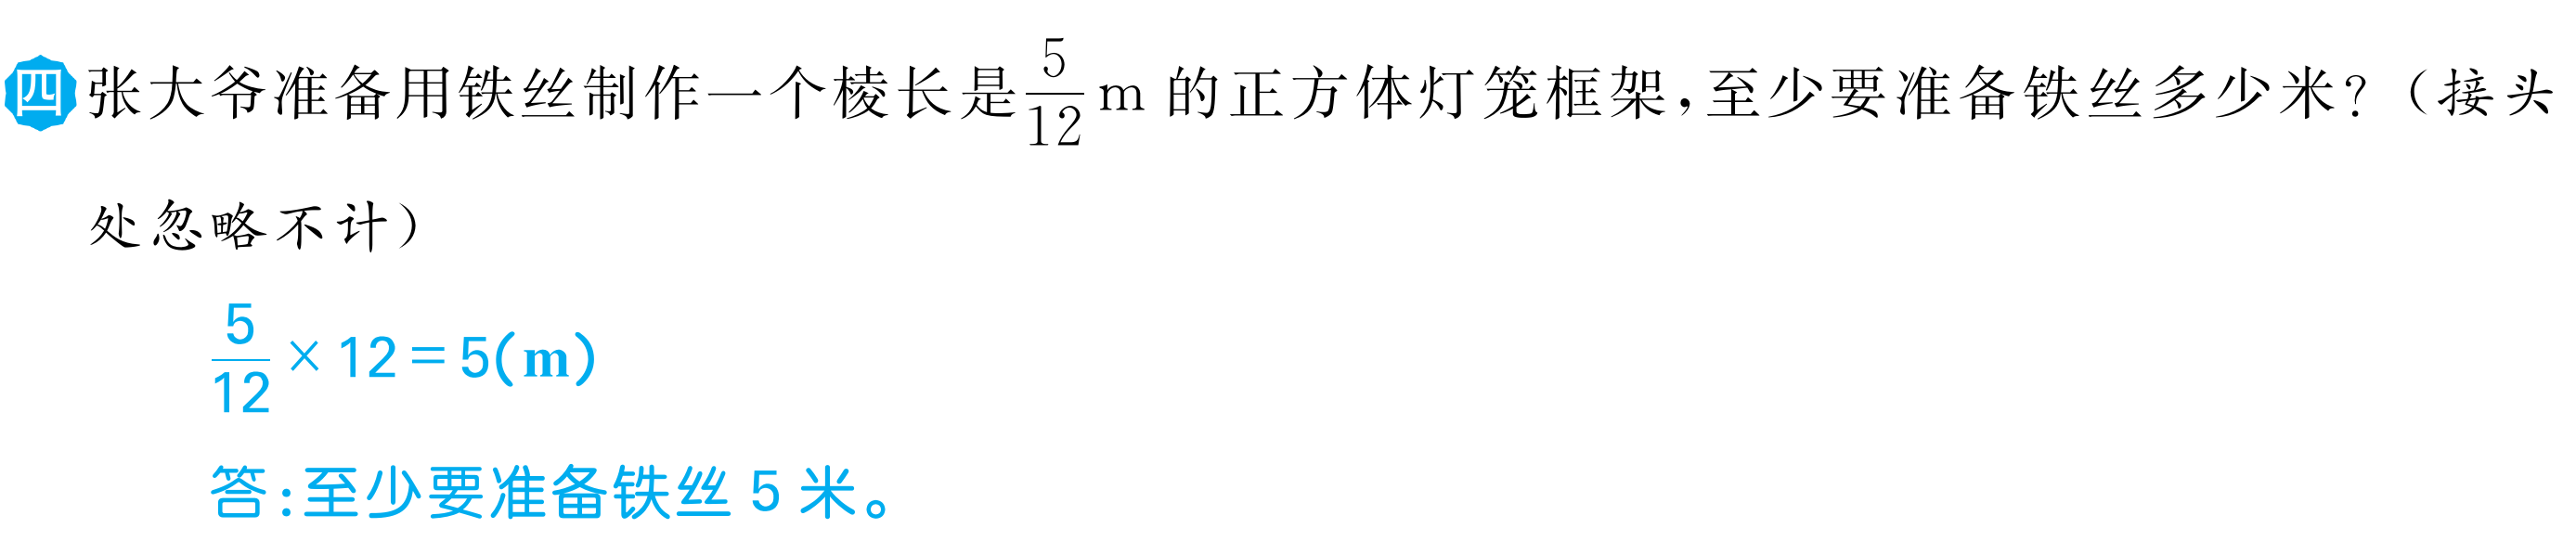 四 张大爷准备用铁丝制作一个棱长是5/12 m 的正方体灯笼框架,至少要准备铁丝多少米?(接头
处忽略不计)
5/12 × 12 = 5(m)
答:至少要准备铁丝 5 米。